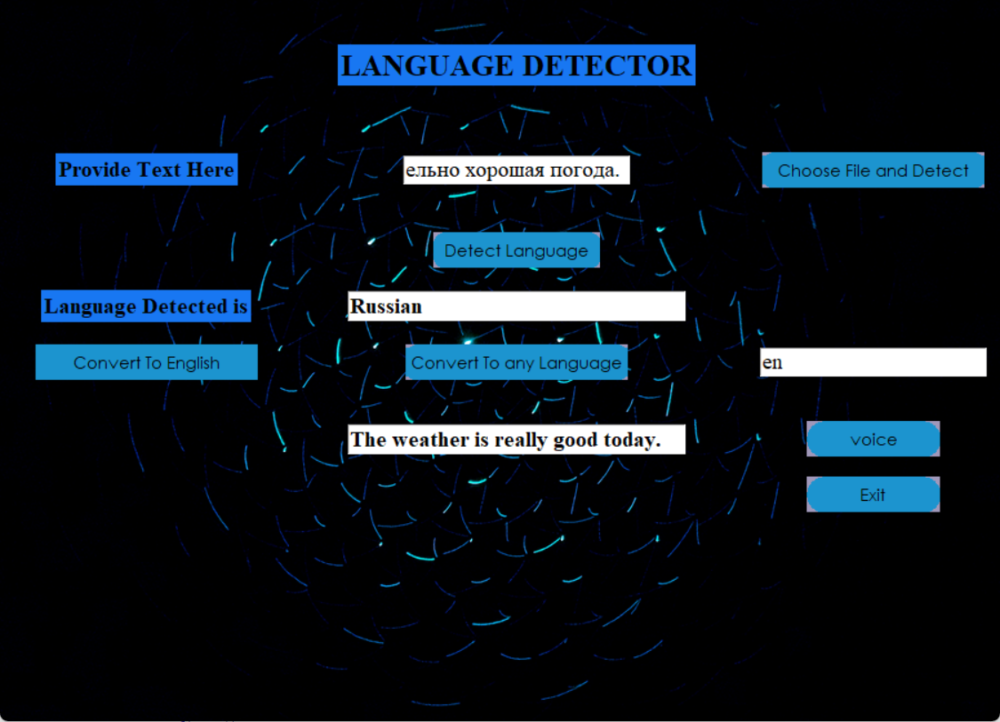 LANGUAGE DETECTOR
Provide Text Here
ельно хорошая погода.
Choose File and Detect
Detect Language
Language Detected is
Russian
Convert To English
Convert To any Language
en
The weather is really good today.
voice
Exit